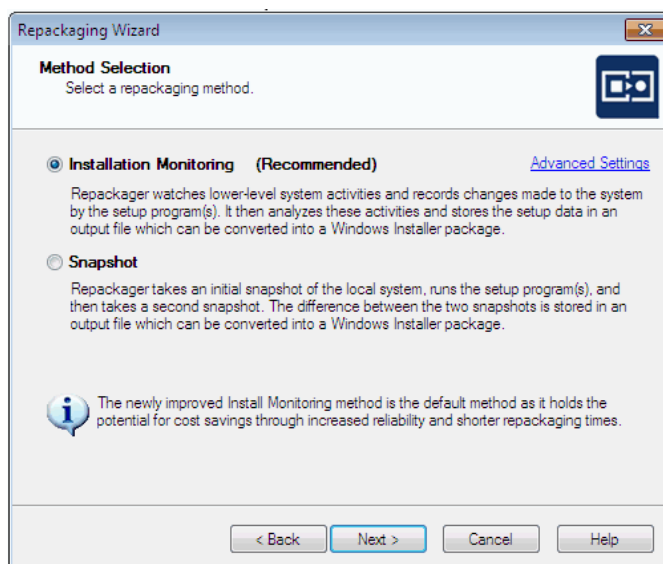 Repackaging Wizard
Method Selection
Select a repackaging method.
Installation Monitoring (Recommended) Advanced Settings
Repackager watches lower-level system activities and records changes made to the system
by the setup program(s). It then analyzes these activities and stores the setup data in an
output file which can be converted into a Windows Installer package.
Snapshot
Repackager takes an initial snapshot of the local system, runs the setup program(s), and
then takes a second snapshot. The difference between the two snapshots is stored in an
output file which can be converted into a Windows Installer package.
The newly improved Install Monitoring method is the default method as it holds the
potential for cost savings through increased reliability and shorter repackaging times.
< Back Next > Cancel Help